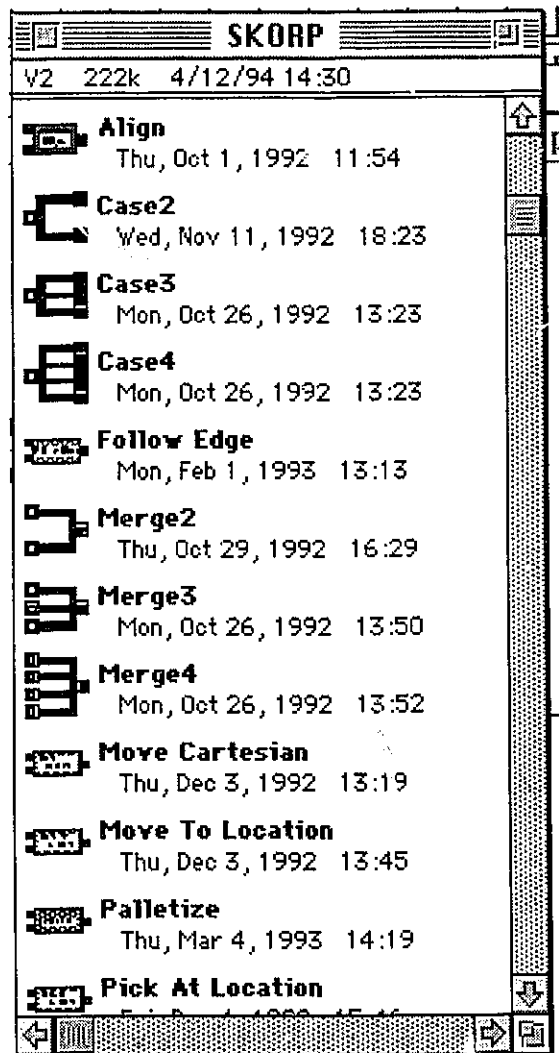 SKORP
V2 222k 4/12/94 14:30
Align
Thu, Oct 1, 1992 11:54
Case2
Wed, Nov 11, 1992 18:23
Case3
Mon, Oct 26, 1992 13:23
Case4
Mon, Oct 26, 1992 13:23
Follow Edge
Mon, Feb 1, 1993 13:13
Merge2
Thu, Oct 29, 1992 16:29
Merge3
Mon, Oct 26, 1992 13:50
Merge4
Mon, Oct 26, 1992 13:52
Move Cartesian
Thu, Dec 3, 1992 13:19
Move To Location
Thu, Dec 3, 1992 13:45
Palletize
Thu, Mar 4, 1993 14:19
Pick At Location